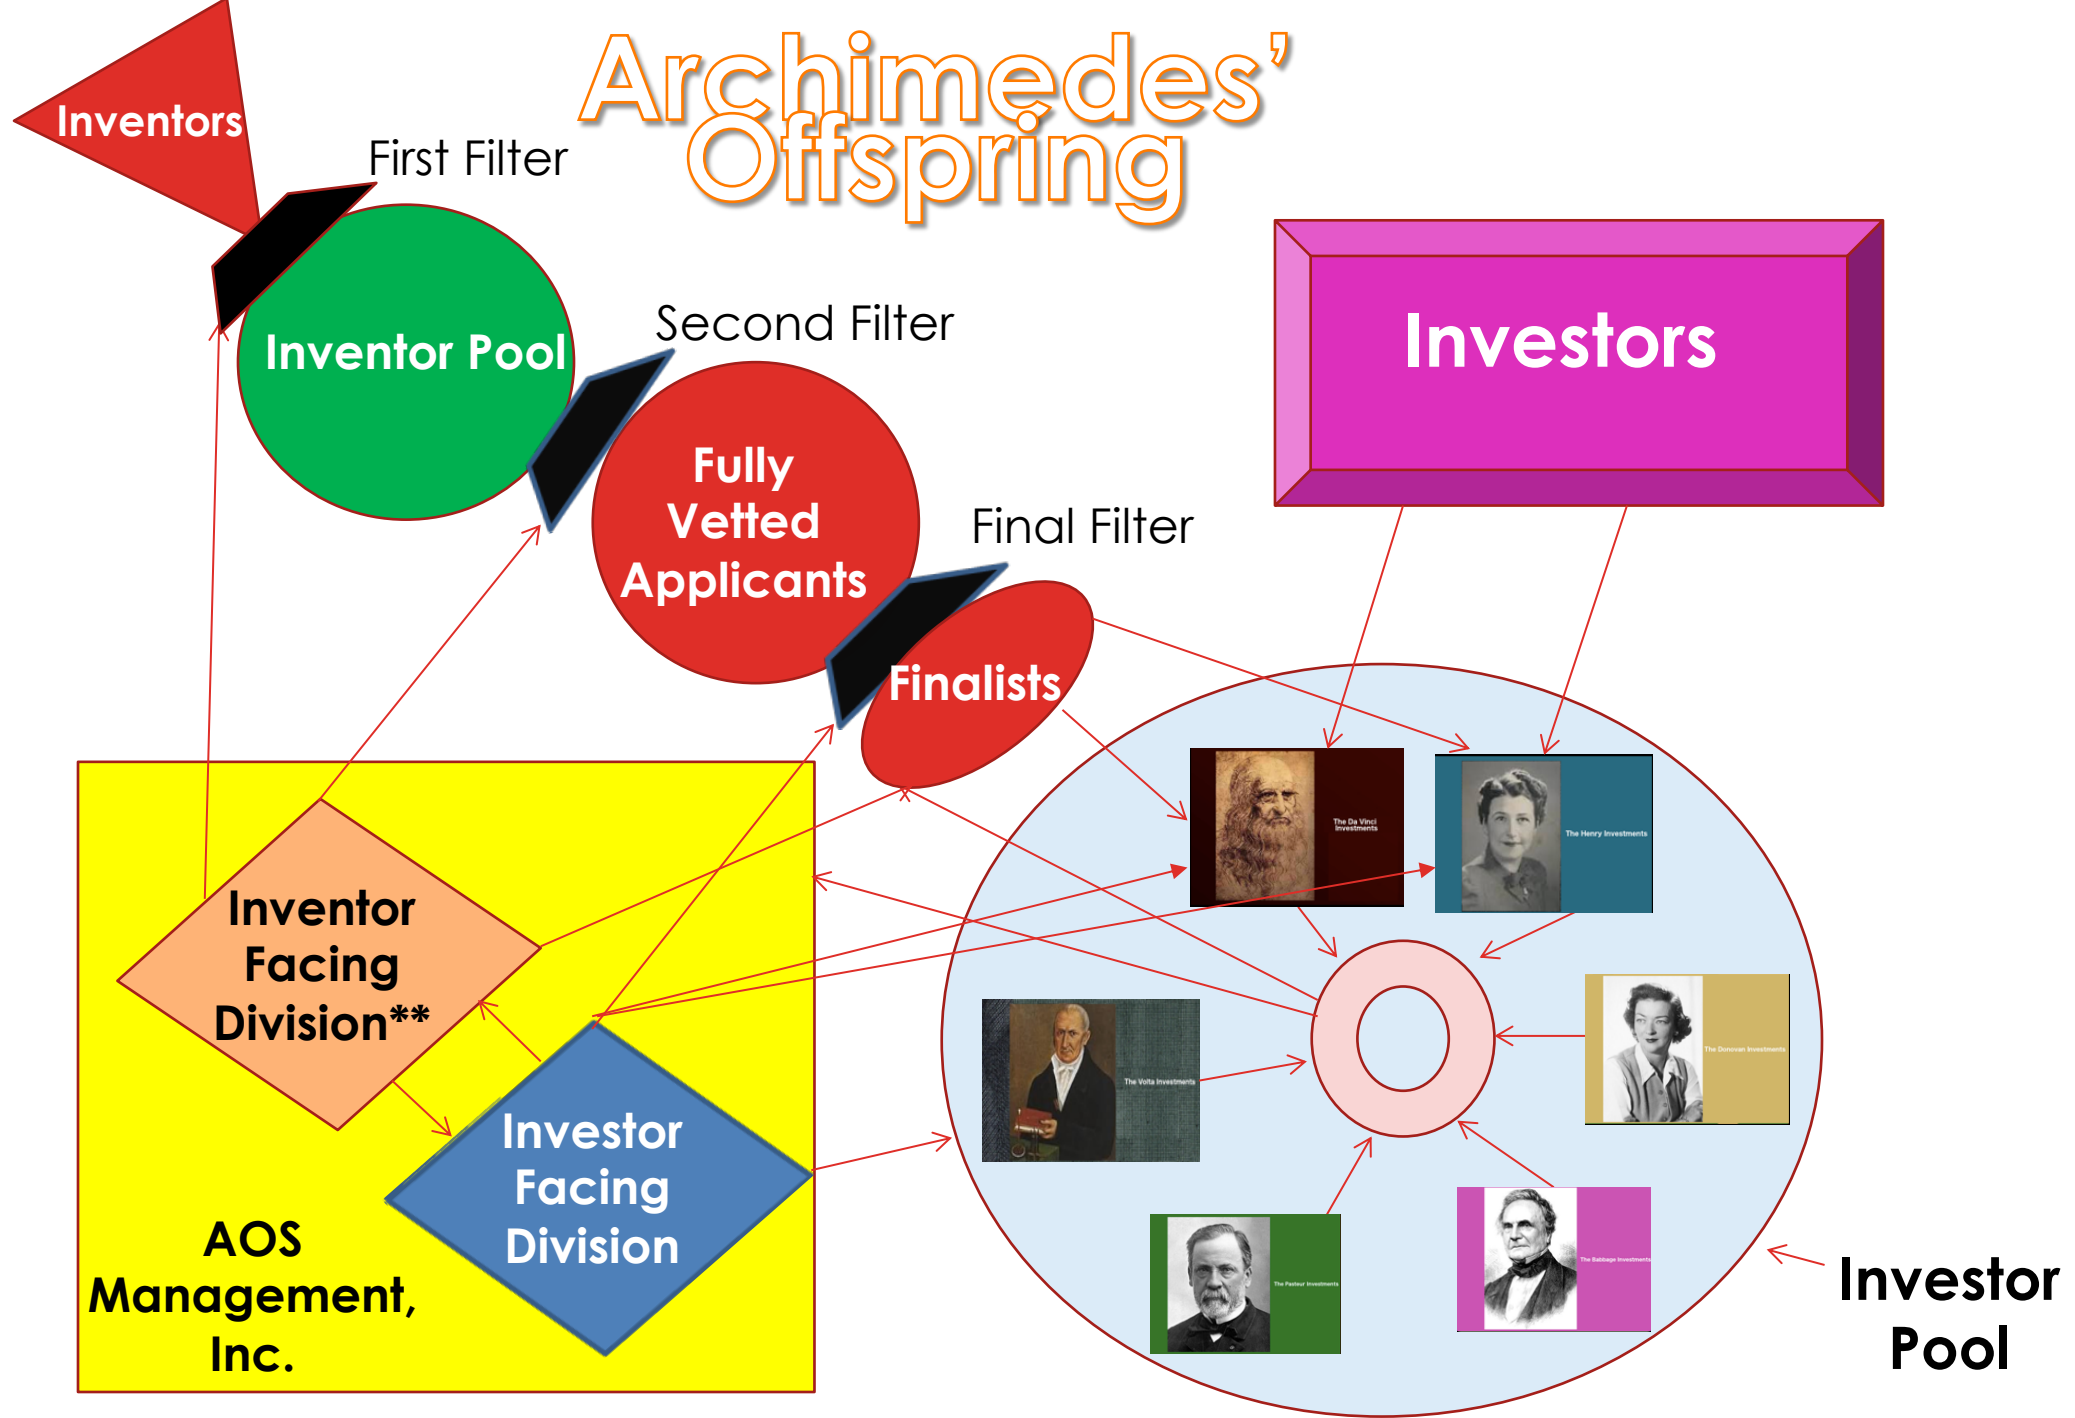 Archimedes'
Offspring
Inventors
First Filter
Inventor Pool
Second Filter
Investors
Fully
Vetted
Applicants
Final Filter
Finalists
The Da Vinci
Investments
The Henry Investments
Inventor
Facing
Division**
The Volta Investments
The Donovan Investments
Investor
Facing
Division
AOS
Management,
Inc.
The Pasteur Investments
The Babbage Investments
Investor
Pool